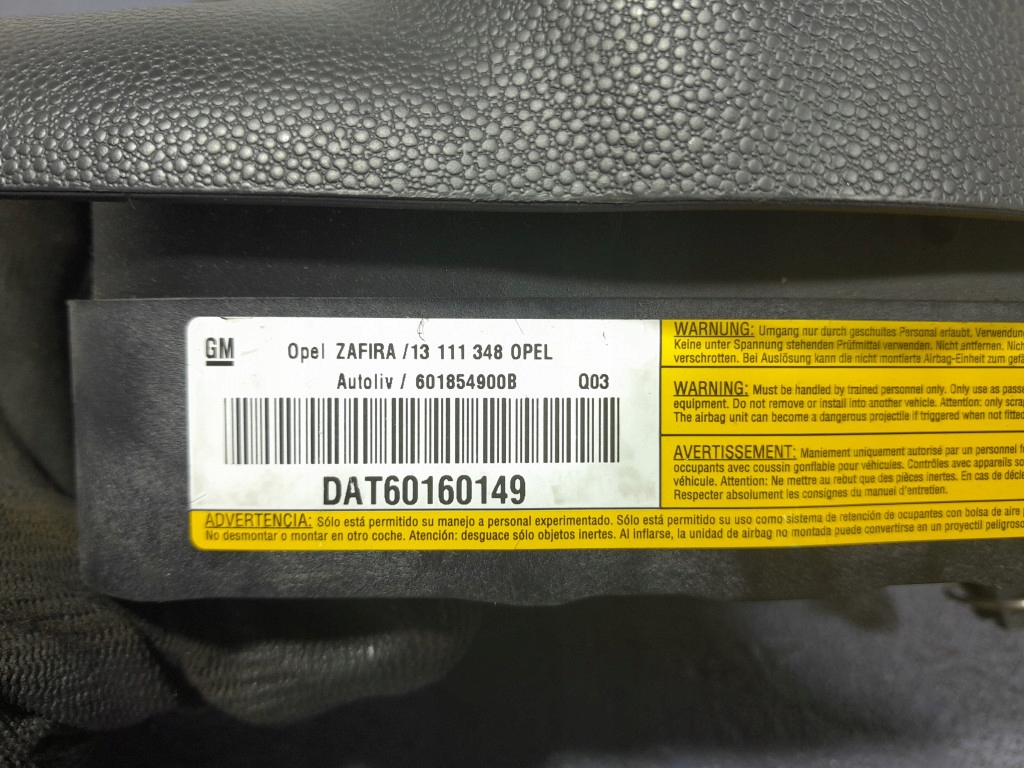 GM
Opel ZAFIRA /13 111 348 OPEL
Autoliv / 601854900B Q03
DAT60160149
WARNUNG: Umgang nur durch geschultes Personal erlaubt. Verwendun
Keine unter Spannung stehenden Prüfmittel verwenden. Nicht entfernen. Nich
verschrotten. Bei Auslösung kann die nicht montierte Airbag-Einheit zum gefä
WARNING: Must be handled by trained personnel only. Only use as passe
equipment. Do not remove or install into another vehicle. Attention: only scrap
The airbag unit can become a dangerous projectile if triggered when not fitted
AVERTISSEMENT: Maniement uniquement autorisé par un personnel f
occupants avec coussin gonflable pour véhicules. Contrôles avec appareils so
véhicule. Attention: Ne mettre au rebut que des pièces inertes. En cas de décle
Respecter absolument les consignes du manuel d'entretien.
ADVERTENCIA: Sólo está permitido su manejo a personal experimentado. Sólo está permitido su uso como sistema de retención de ocupantes con bolsa de aire p
No desmontar o montar en otro coche. Atención: desguace sólo objetos inertes. Al inflarse, la unidad de airbag no montada puede convertirse en un proyectil peligroso